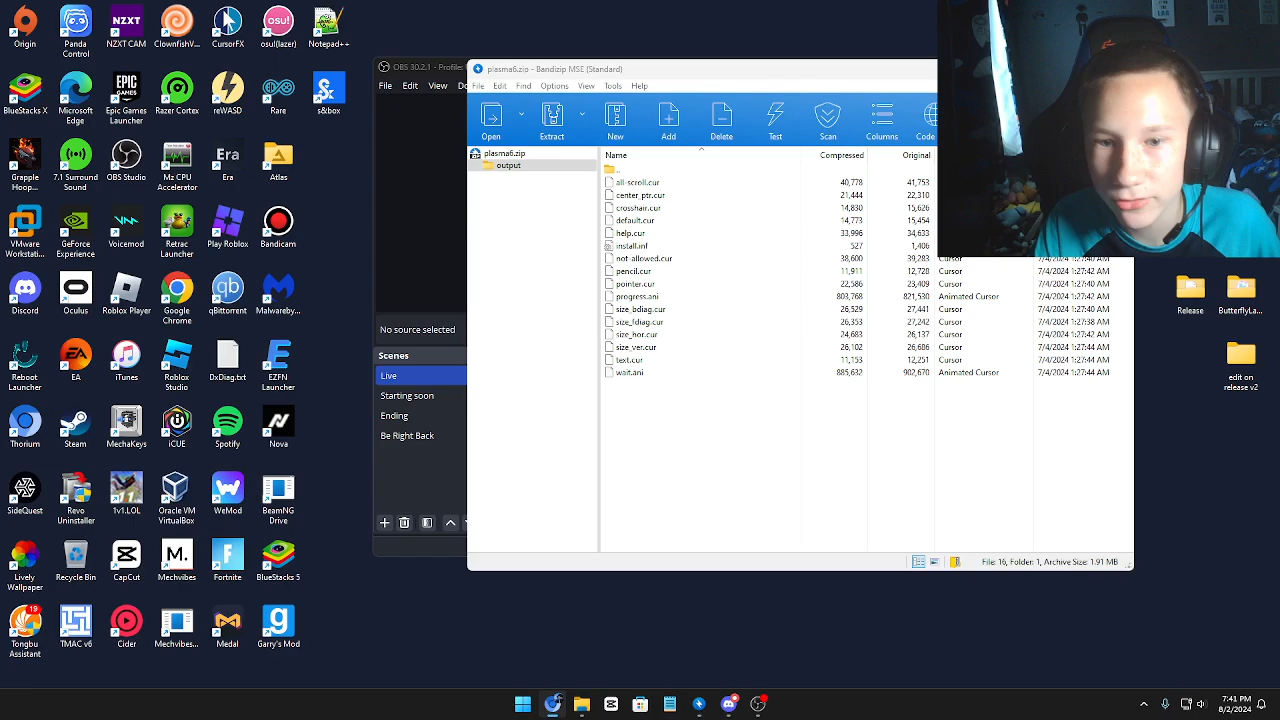 Origin
Panda Control
NZXT CAM
ClownfishV...
CursorFX
osu!(lazer)
Notepad++
BlueStacks X
Microsoft Edge
Epic Games Launcher
Razer Cortex
reWASD
Rare
s&box
Grapple Hoop...
7.1 Surround Sound
OBS Studio
Mz CPU Accelerator
Era
Atlas
VMware Workstati...
GeForce Experience
Voicemod
Retrac Launcher
Play Roblox
Bandicam
Discord
Oculus
Roblox Player
Google Chrome
qBittorrent
Malwareby...
Reboot Launcher
EA
iTunes
Roblox Studio
DxDiag.txt
EZFN Launcher
Thorium
Steam
MechaKeys
iCUE
Spotify
Nova
SideQuest
Revo Uninstaller
1v1.LOL
Oracle VM VirtualBox
WeMod
BeamNG Drive
Lively Wallpaper
Recycle Bin
CapCut
Mechvibes
Fortnite
BlueStacks 5
19
Tongbu Assistant
TMAC v6
Cider
Mechvibes...
Medal
Garry's Mod
OBS 30.2.1 - Profile:
File Edit View
No source selected
Scenes
Live
Starting soon
Ending
Be Right Back
plasma6.zip - Bandizip MSE (Standard)
File Edit Find Options View Tools Help
Open Extract New Add Delete Test Scan Columns Code
plasma6.zip
output
Name Compressed Original
..
all-scroll.cur 40,778 41,753
center_ptr.cur 21,444 22,310
crosshair.cur 14,830 15,626
default.cur 14,773 15,454
help.cur 33,996 34,633
install.inf 527 1,406
not-allowed.cur 38,600 39,283 Cursor 7/4/2024 1:27:40 AM
pencil.cur 11,911 12,728 Cursor 7/4/2024 1:27:42 AM
pointer.cur 22,586 23,409 Cursor 7/4/2024 1:27:40 AM
progress.ani 803,768 821,530 Animated Cursor 7/4/2024 1:27:42 AM
size_bdiag.cur 26,529 27,441 Cursor 7/4/2024 1:27:40 AM
size_fdiag.cur 26,353 27,242 Cursor 7/4/2024 1:27:38 AM
size_hor.cur 24,683 26,137 Cursor 7/4/2024 1:27:42 AM
size_ver.cur 26,102 26,686 Cursor 7/4/2024 1:27:44 AM
text.cur 11,153 12,251 Cursor 7/4/2024 1:27:44 AM
wait.ani 885,632 902,670 Animated Cursor 7/4/2024 1:27:44 AM
File: 16, Folder: 1, Archive Size: 1.91 MB
Release
ButterflyLa...
edit on release v2
7:41 PM
8/2/2024